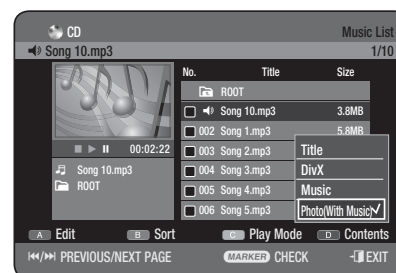 CD Music List
Song 10.mp3 1/10
No. Title Size
ROOT
Song 10.mp3 3.8MB
002 Song 1.mp3 5.8MB
003 Song 2.mp3
004 Song 3.mp3
005 Song 4.mp3
006 Song 5.mp3
00:02:22
Song 10.mp3
ROOT
Title
DivX
Music
Photo(With Music)
A Edit B Sort C Play Mode D Contents
PREVIOUS/NEXT PAGE MARKER CHECK EXIT